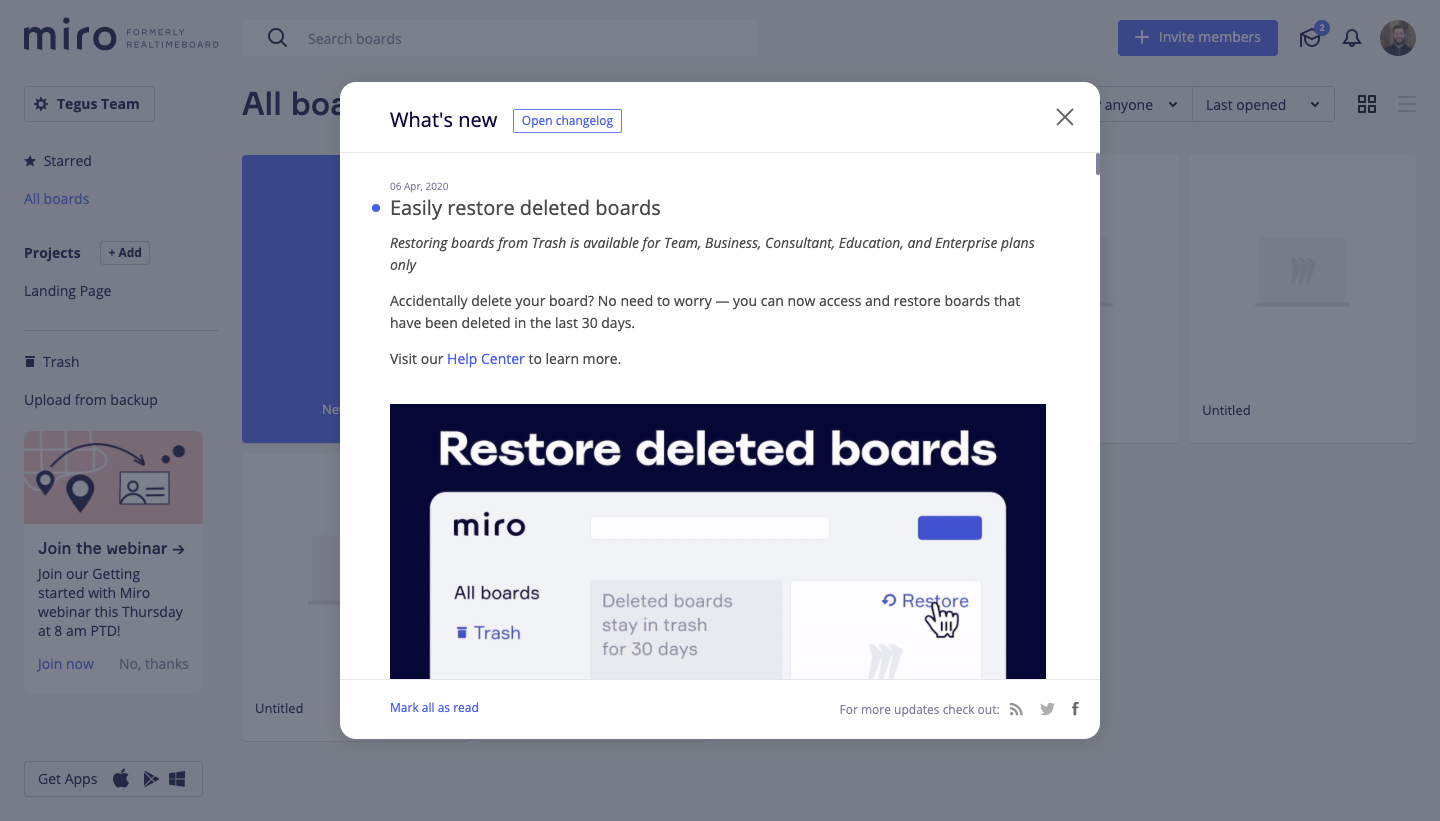 miro FORMERLY
REALTIMEBOARD
Search boards
+ Invite members
2
Tegus Team
All boa
anyone
Last opened
Starred
All boards
Projects
+ Add
Landing Page
Trash
Upload from backup
Join the webinar →
Join our Getting
started with Miro
webinar this Thursday
at 8 am PTD!
Join now No, thanks
Get Apps
Ne
Untitled
Untitled
What's new
Open changelog
06 Apr, 2020
Easily restore deleted boards
Restoring boards from Trash is available for Team, Business, Consultant, Education, and Enterprise plans
only
Accidentally delete your board? No need to worry — you can now access and restore boards that
have been deleted in the last 30 days.
Visit our Help Center to learn more.
Restore deleted boards
miro
All boards
Trash
Deleted boards
stay in trash
for 30 days
Restore
Mark all as read
For more updates check out: